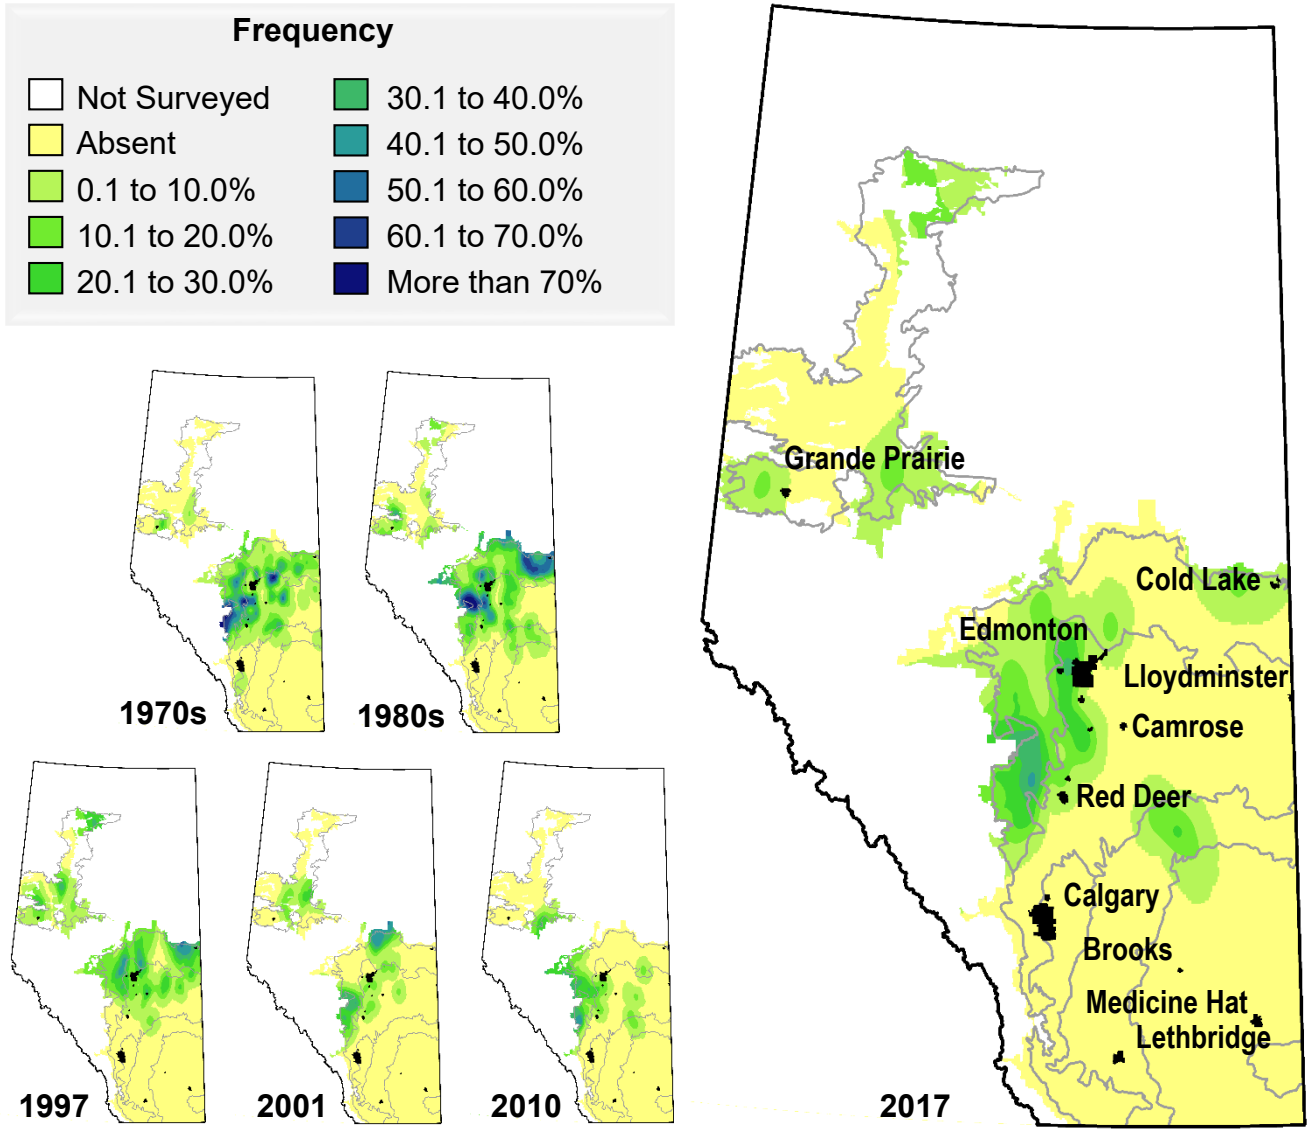 Frequency
Not Surveyed
Absent
0.1 to 10.0%
10.1 to 20.0%
20.1 to 30.0%
30.1 to 40.0%
40.1 to 50.0%
50.1 to 60.0%
60.1 to 70.0%
More than 70%
1970s
1980s
1997
2001
2010
Grande Prairie
Cold Lake
Edmonton
Lloydminster
Camrose
Red Deer
Calgary
Brooks
Medicine Hat
Lethbridge
2017